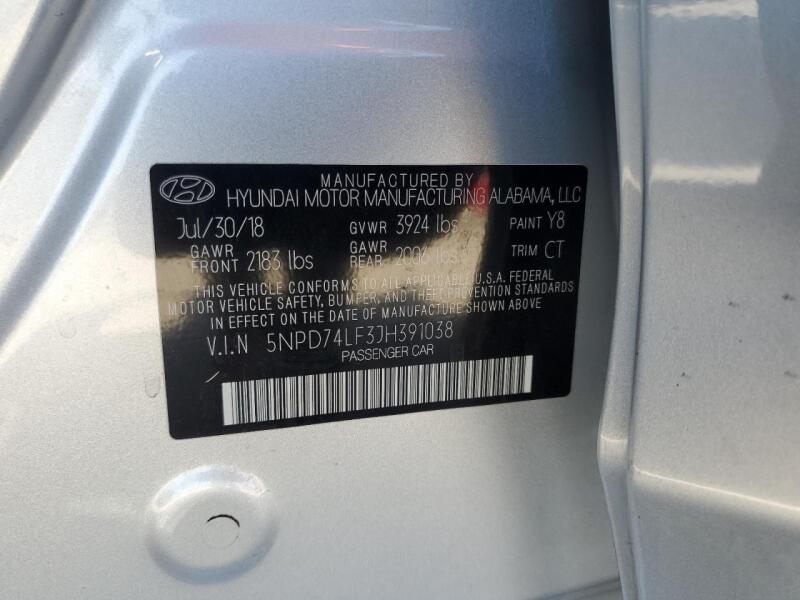 MANUFACTURED BY
HYUNDAI MOTOR MANUFACTURING ALABAMA, LLC
Jul/30/18 GVWR 3924 lbs PAINT Y8
GAWR FRONT 2183 lbs GAWR REAR 2006 lbs TRIM CT
THIS VEHICLE CONFORMS TO ALL APPLICABLE U.S.A. FEDERAL
MOTOR VEHICLE SAFETY, BUMPER, AND THEFT PREVENTION STANDARDS
IN EFFECT ON THE DATE OF MANUFACTURE SHOWN ABOVE.
V.I.N 5NPD74LF3JH391038
PASSENGER CAR